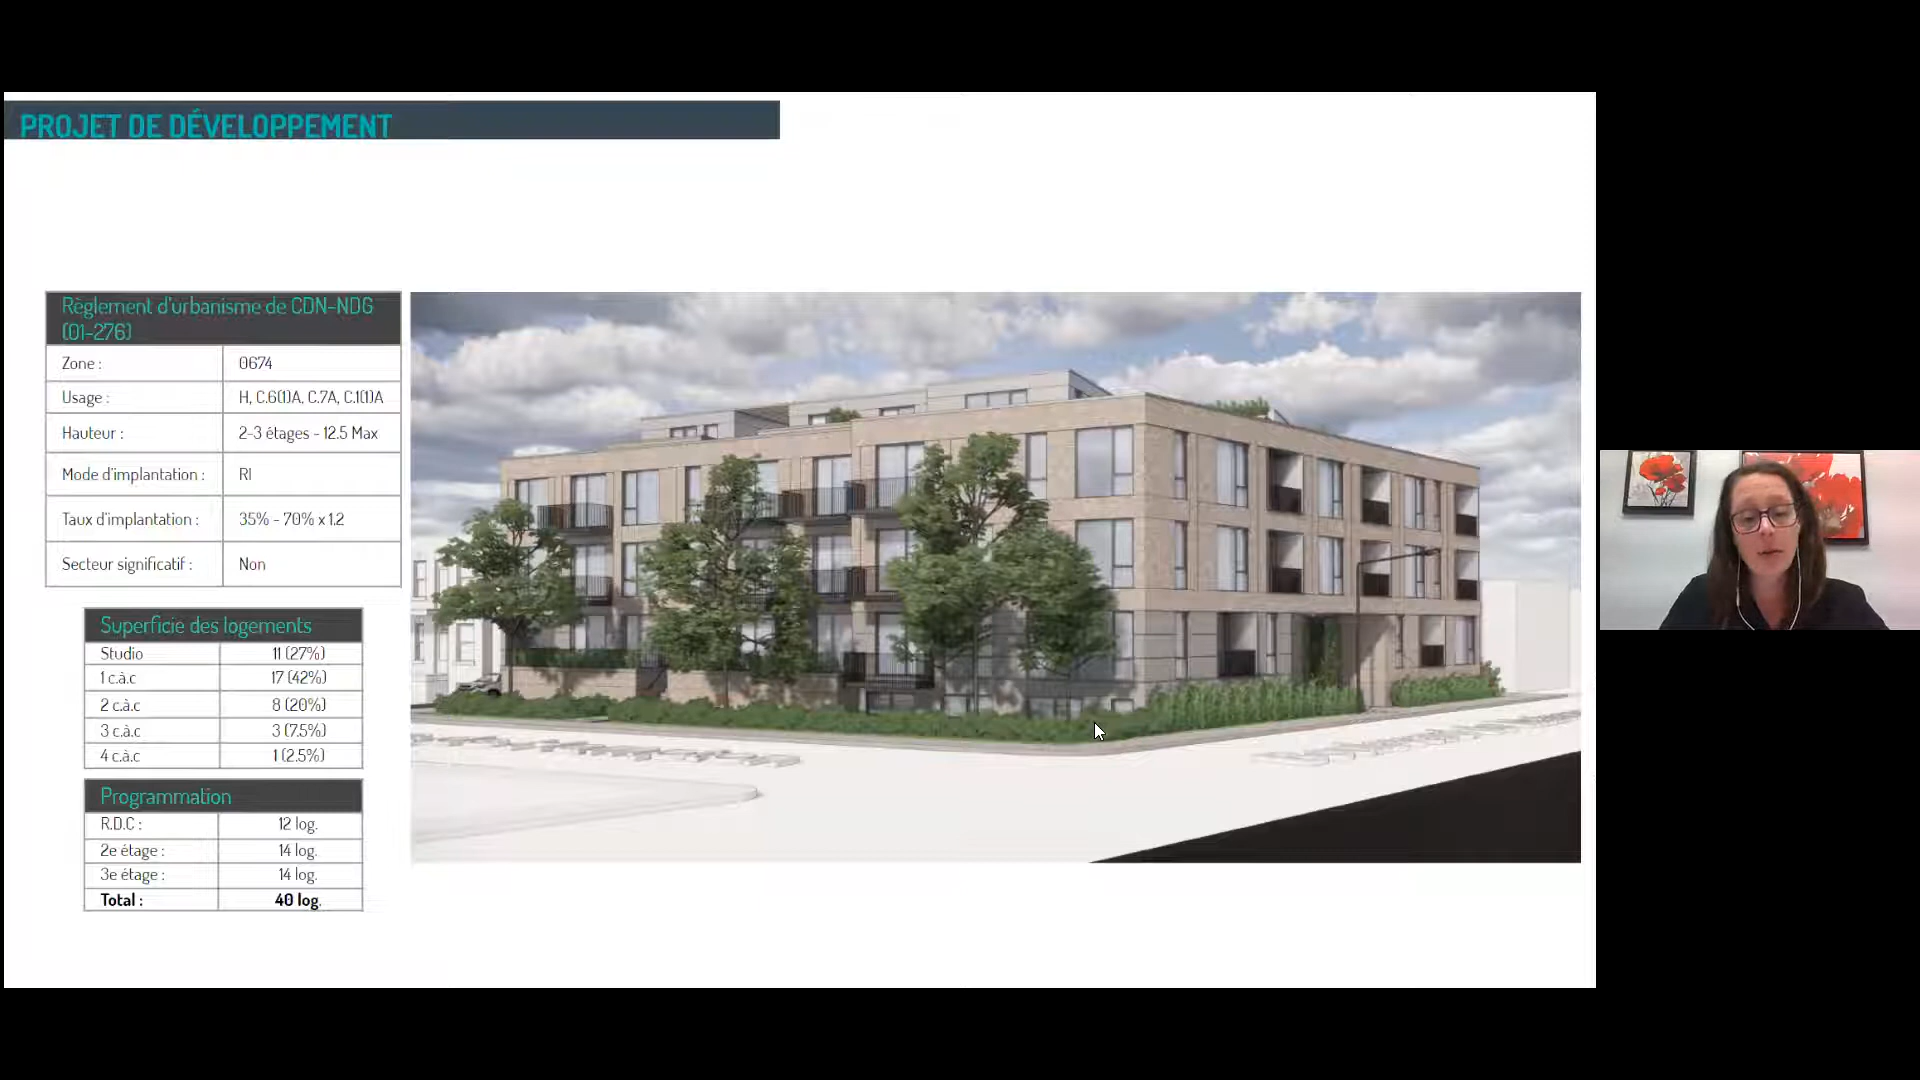 PROJET DE DÉVELOPPEMENT
Règlement d'urbanisme de CDN-NDG
(01-276)
Zone : 0674
Usage : H, C.6(1)A, C.7A, C.1(1)A
Hauteur : 2-3 étages - 12.5 Max
Mode d'implantation : RI
Taux d'implantation : 35% - 70% x 1.2
Secteur significatif : Non
Superficie des logements
Studio 11 (27%)
1 c.à.c 17 (42%)
2 c.à.c 8 (20%)
3 c.à.c 3 (7.5%)
4 c.à.c 1 (2.5%)
Programmation
R.D.C : 12 log.
2e étage : 14 log.
3e étage : 14 log.
Total : 40 log.